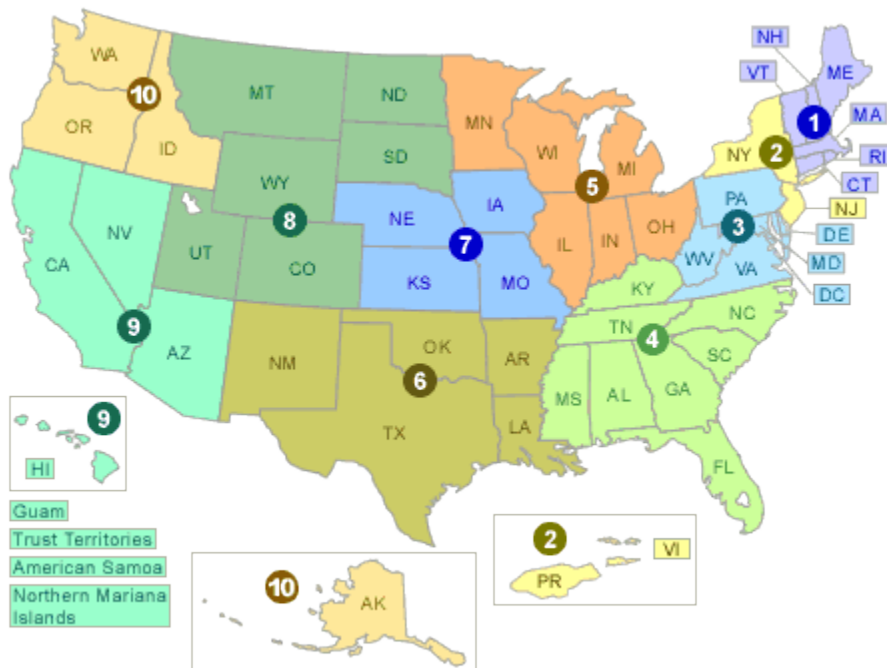 NH
WA
ME
VT
10
MT
ND
MA
OR
MN
1
ID
WI
NY
2
RI
SD
MI
CT
5
WY
PA
NJ
IA
8
3
NE
OH
DE
NV
7
IL
IN
WV
UT
MD
CO
VA
CA
KS
MO
KY
DC
NC
9
TN
4
OK
SC
AZ
NM
AR
6
GA
MS
AL
9
TX
LA
HI
FL
Guam
2
Trust Territories
VI
American Samoa
PR
10
Northern Mariana
Islands
AK